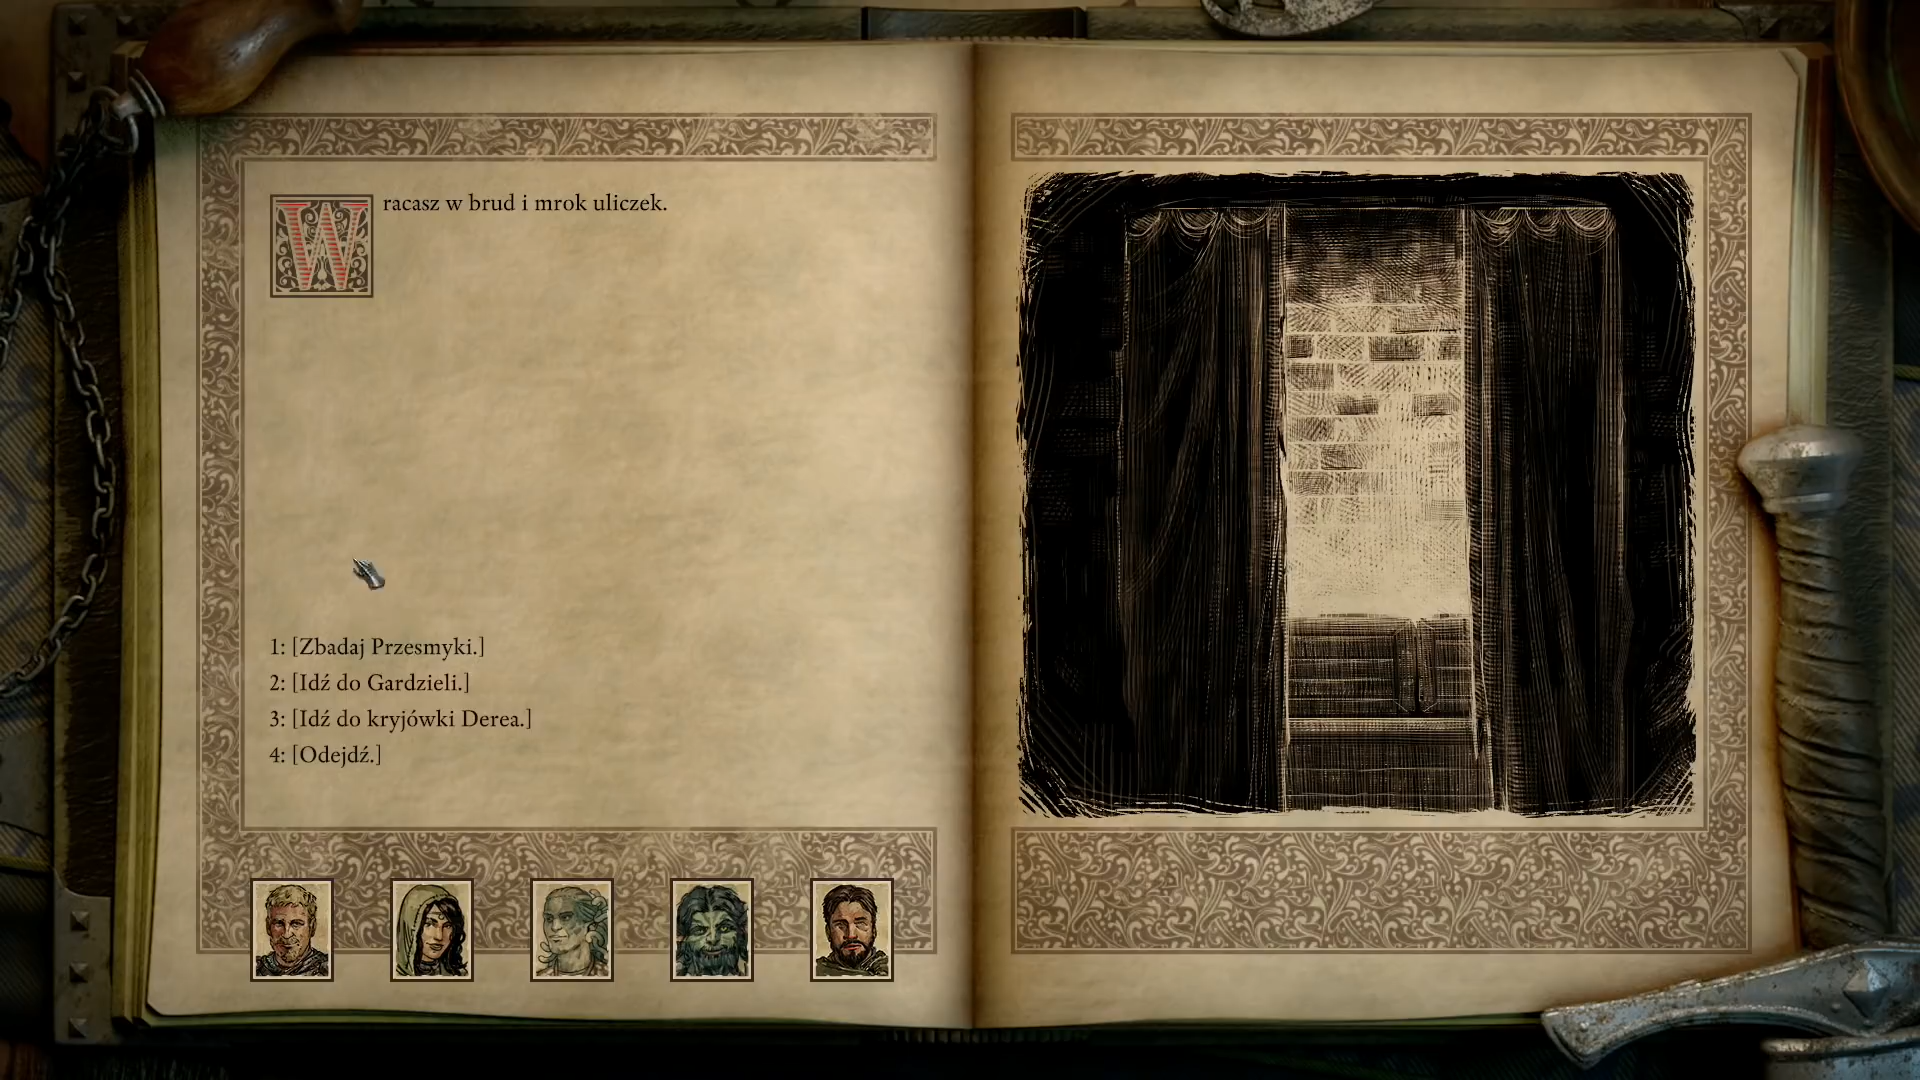 Wracasz w brud i mrok uliczek.
1: [Zbadaj Przesmyki.]
2: [Idź do Gardzieli.]
3: [Idź do kryjówki Derea.]
4: [Odejdź.]